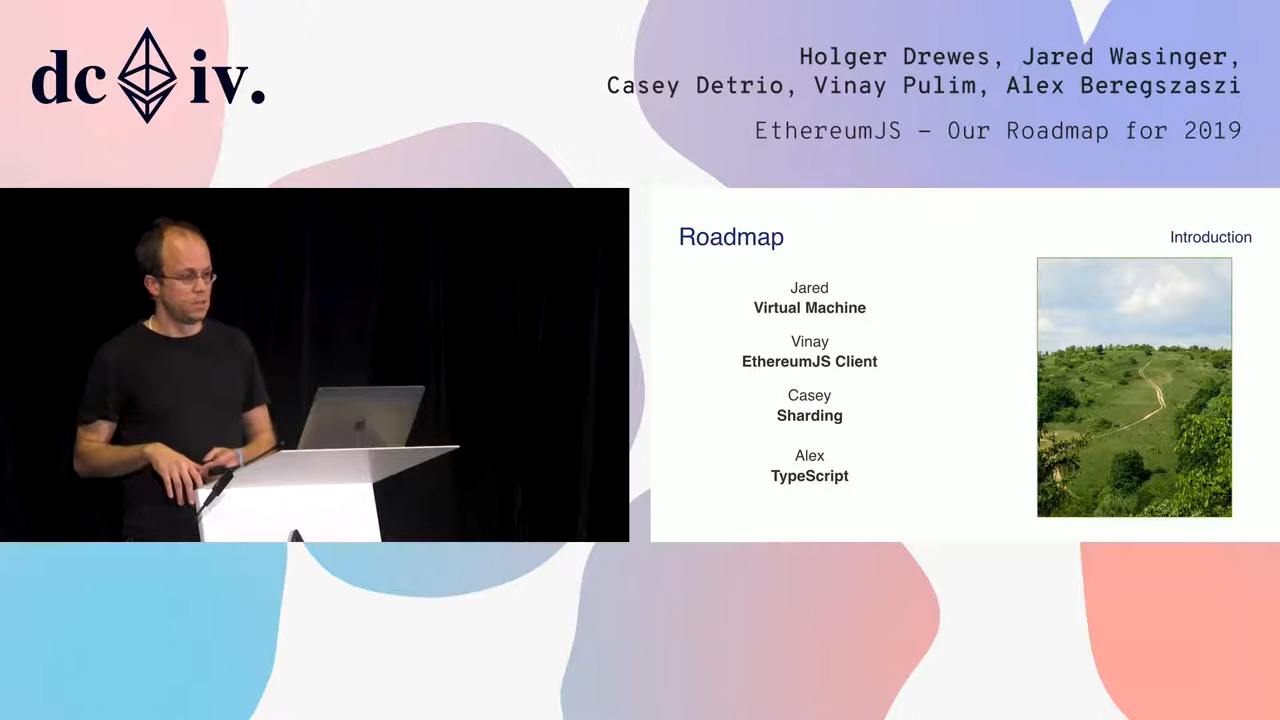 dc iv.
Holger Drewes, Jared Wasinger,
Casey Detrio, Vinay Pulim, Alex Beregszaszi
EthereumJS – Our Roadmap for 2019
Roadmap
Introduction
Jared
Virtual Machine
Vinay
EthereumJS Client
Casey
Sharding
Alex
TypeScript